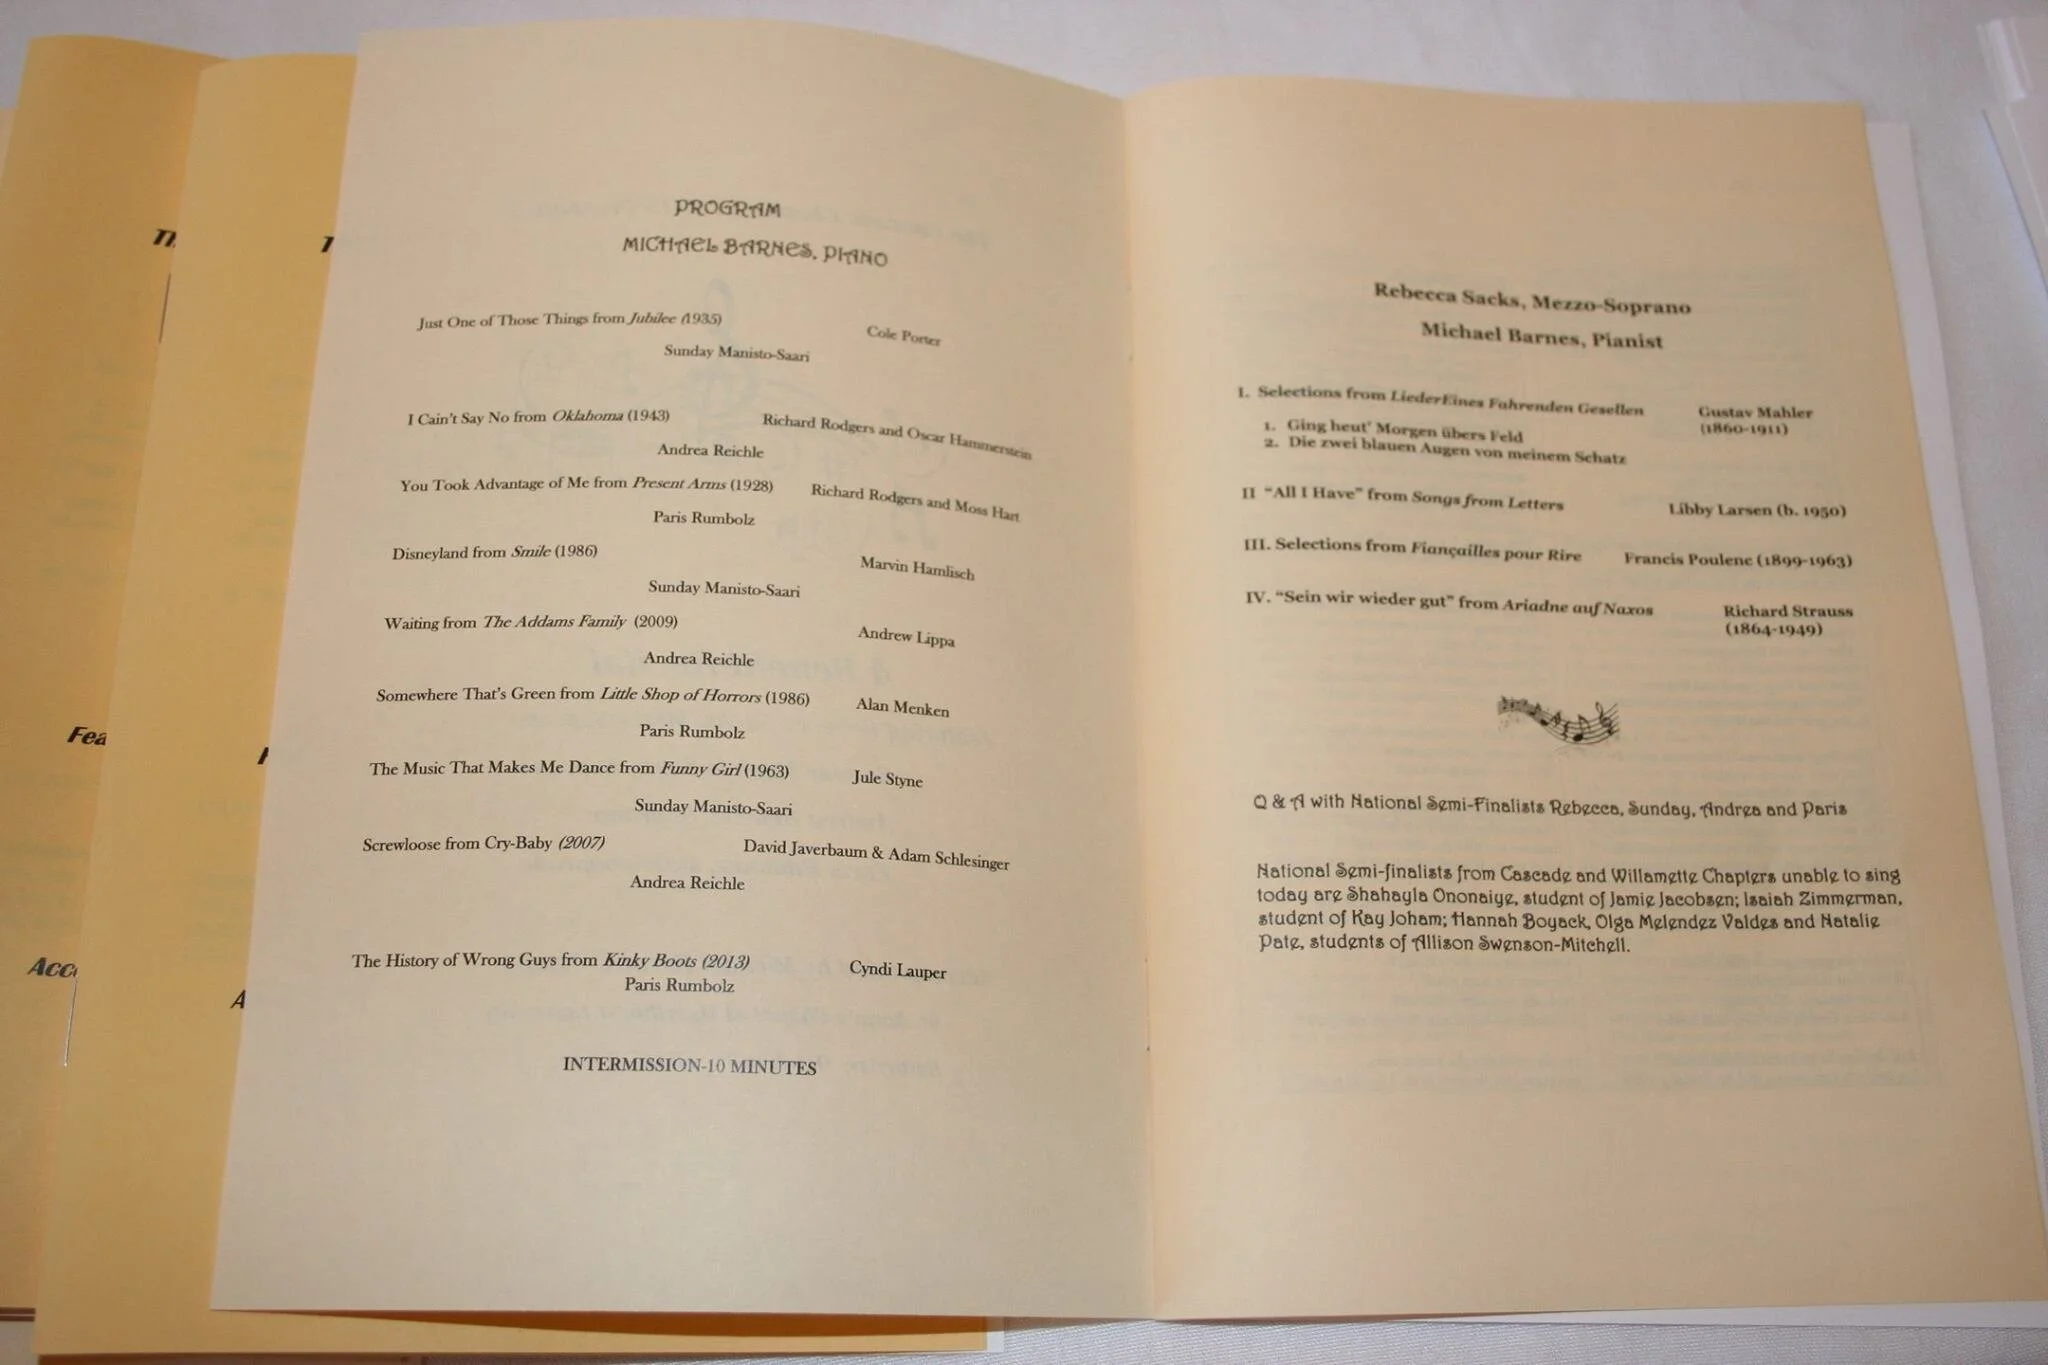 PROGRAM
MICHAEL BARNES, PIANO
Just One of Those Things from Jubilee (1935) Cole Porter
Sunday Manisto-Saari
I Cain't Say No from Oklahoma (1943) Richard Rodgers and Oscar Hammerstein
Andrea Reichle
You Took Advantage of Me from Present Arms (1928) Richard Rodgers and Moss Hart
Paris Rumbolz
Disneyland from Smile (1986) Marvin Hamlisch
Sunday Manisto-Saari
Waiting from The Addams Family (2009) Andrew Lippa
Andrea Reichle
Somewhere That's Green from Little Shop of Horrors (1986) Alan Menken
Paris Rumbolz
The Music That Makes Me Dance from Funny Girl (1963) Jule Styne
Sunday Manisto-Saari
Screwloose from Cry-Baby (2007) David Javerbaum & Adam Schlesinger
Andrea Reichle
The History of Wrong Guys from Kinky Boots (2013) Cyndi Lauper
Paris Rumbolz
INTERMISSION-10 MINUTES
Rebecca Sacks, Mezzo-Soprano
Michael Barnes, Pianist
I. Selections from LiederEines Fahrenden Gesellen Gustav Mahler
(1860-1911)
1. Ging heut' Morgen übers Feld
2. Die zwei blauen Augen von meinem Schatz
II "All I Have" from Songs from Letters Libby Larsen (b. 1950)
III. Selections from Fiançailles pour Rire Francis Poulenc (1899-1963)
IV. "Sein wir wieder gut" from Ariadne auf Naxos Richard Strauss
(1864-1949)
Q & A with National Semi-Finalists Rebecca, Sunday, Andrea and Paris
National Semi-finalists from Cascade and Willamette Chapters unable to sing
today are Shahayla Ononaiye, student of Jamie Jacobsen; Isaiah Zimmerman,
student of Kay Joham; Hannah Boyack, Olga Melendez Valdes and Natalie
Pate, students of Allison Swenson-Mitchell.